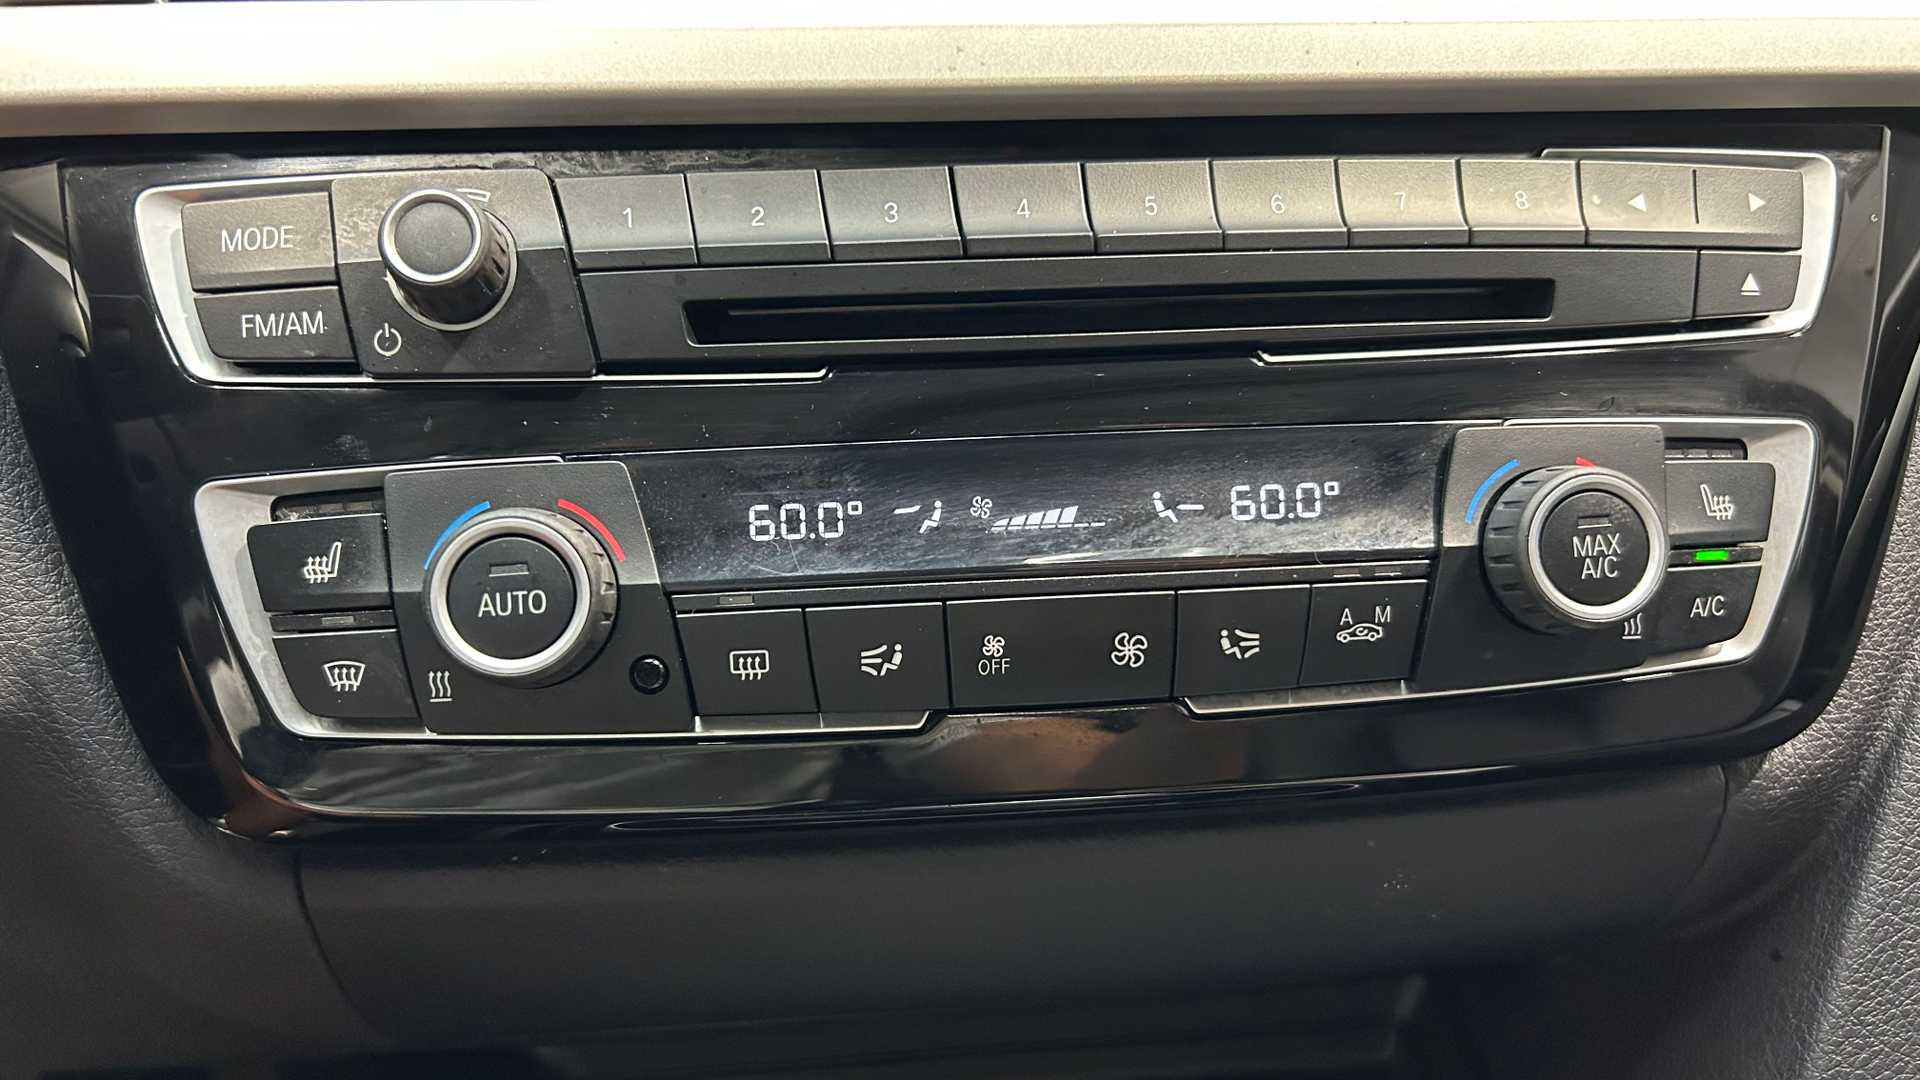 MODE
1 2 3 4 5 6 7 8
FM/AM
60.0° 60.0°
AUTO
MAX
A/C
A/C
OFF
A M